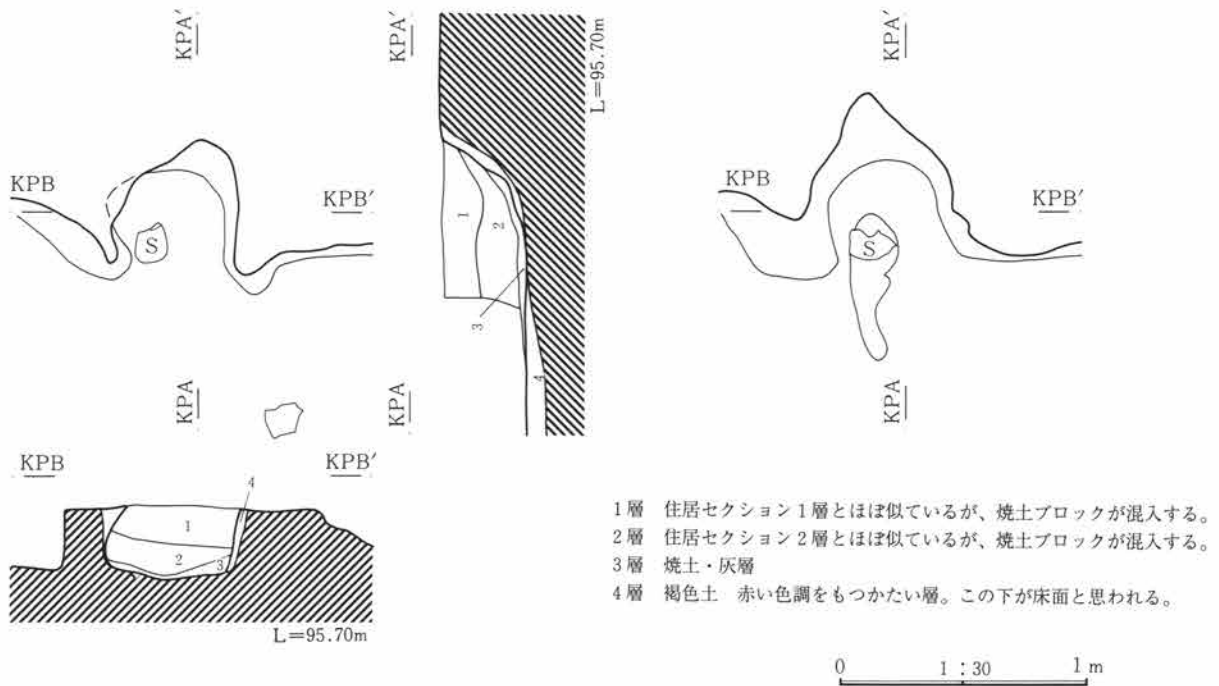 KPA′
KPA′
L=95.70m
KPA′
KPB
KPB′
S
1
2
3
4
KPB
KPB′
S
KPA
KPA
KPA
KPB
KPB′
4
1
2
3
L=95.70m
1層 住居セクション1層とほぼ似ているが、焼土ブロックが混入する。
2層 住居セクション2層とほぼ似ているが、焼土ブロックが混入する。
3層 焼土・灰層
4層 褐色土 赤い色調をもつかたい層。この下が床面と思われる。
0 1:30 1m